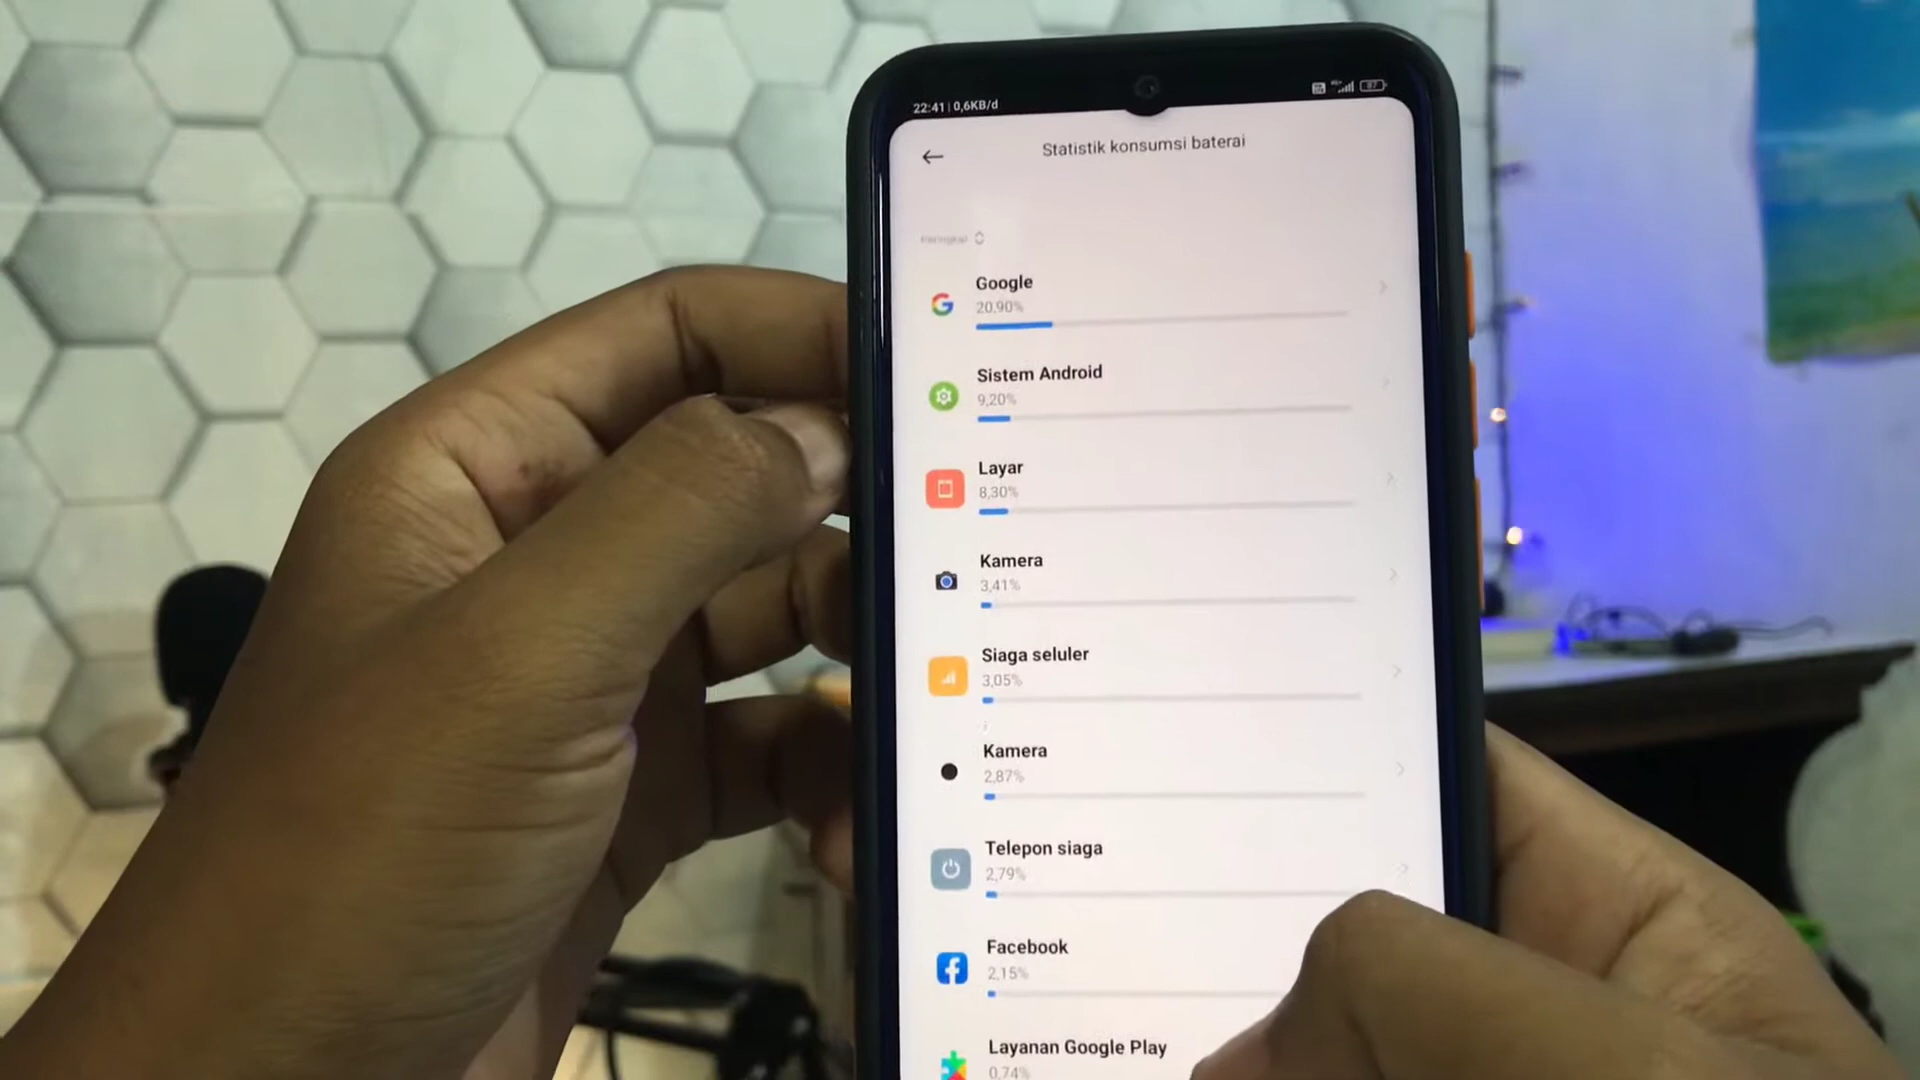 22:41 | 0,6KB/d
87
Statistik konsumsi baterai
Google
20,90%
Sistem Android
9,20%
Layar
8,30%
Kamera
3,41%
Siaga seluler
3,05%
Kamera
2,87%
Telepon siaga
2,79%
Facebook
2,15%
Layanan Google Play
0,74%